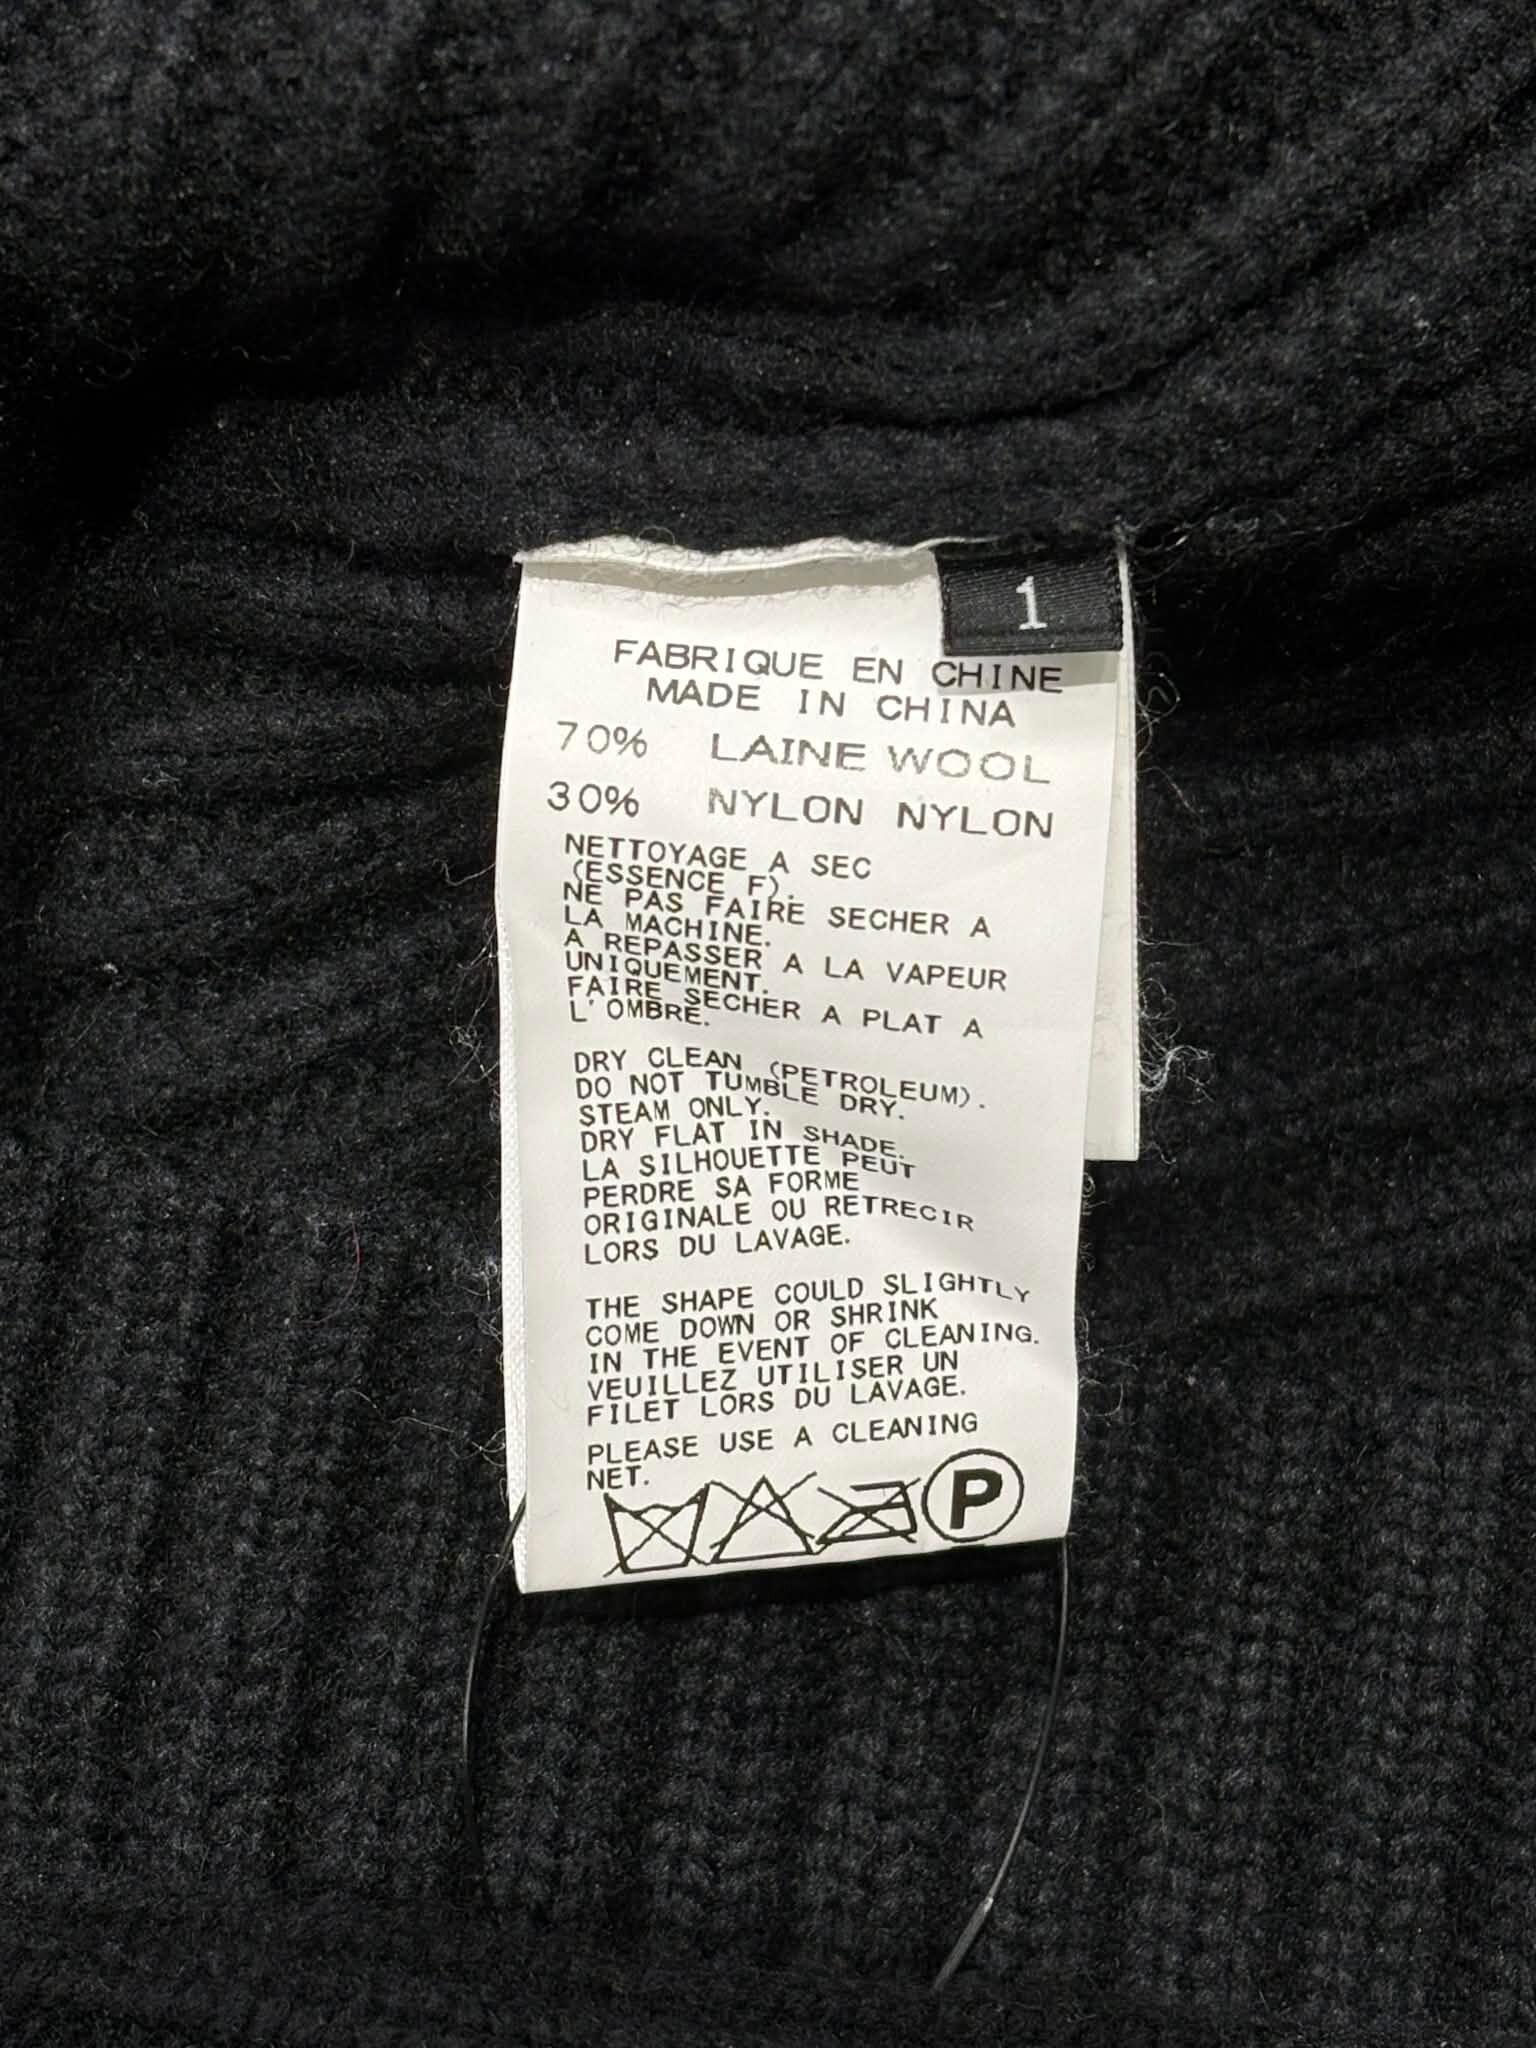 1
FABRIQUE EN CHINE
MADE IN CHINA
70% LAINE WOOL
30% NYLON NYLON
NETTOYAGE A SEC
(ESSENCE F).
NE PAS FAIRE SECHER A
LA MACHINE.
A REPASSER A LA VAPEUR
UNIQUEMENT.
FAIRE SECHER A PLAT A
L'OMBRE.
DRY CLEAN (PETROLEUM).
DO NOT TUMBLE DRY.
STEAM ONLY.
DRY FLAT IN SHADE.
LA SILHOUETTE PEUT
PERDRE SA FORME
ORIGINALE OU RETRECIR
LORS DU LAVAGE.
THE SHAPE COULD SLIGHTLY
COME DOWN OR SHRINK
IN THE EVENT OF CLEANING.
VEUILLEZ UTILISER UN
FILET LORS DU LAVAGE.
PLEASE USE A CLEANING
NET.
P